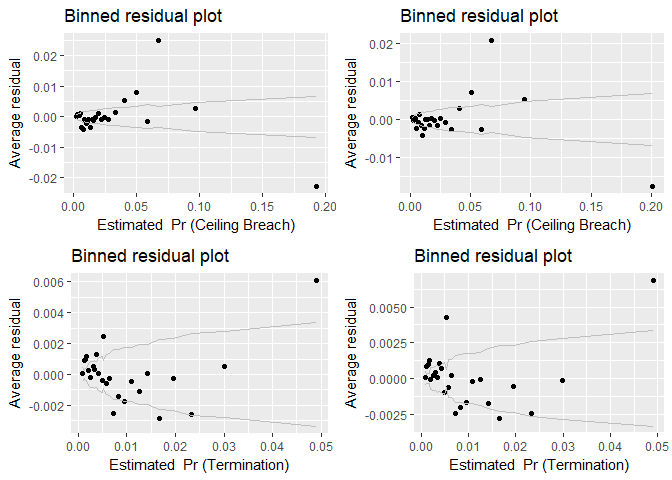 Binned residual plot
Average residual
0.02
0.01
0.00
-0.01
-0.02
0.00 0.05 0.10 0.15 0.20
Estimated Pr (Ceiling Breach)
Binned residual plot
Average residual
0.02
0.01
0.00
-0.01
0.00 0.05 0.10 0.15 0.20
Estimated Pr (Ceiling Breach)
Binned residual plot
Average residual
0.006
0.004
0.002
0.000
-0.002
0.00 0.01 0.02 0.03 0.04 0.05
Estimated Pr (Termination)
Binned residual plot
Average residual
0.0050
0.0025
0.0000
-0.0025
0.00 0.01 0.02 0.03 0.04 0.05
Estimated Pr (Termination)